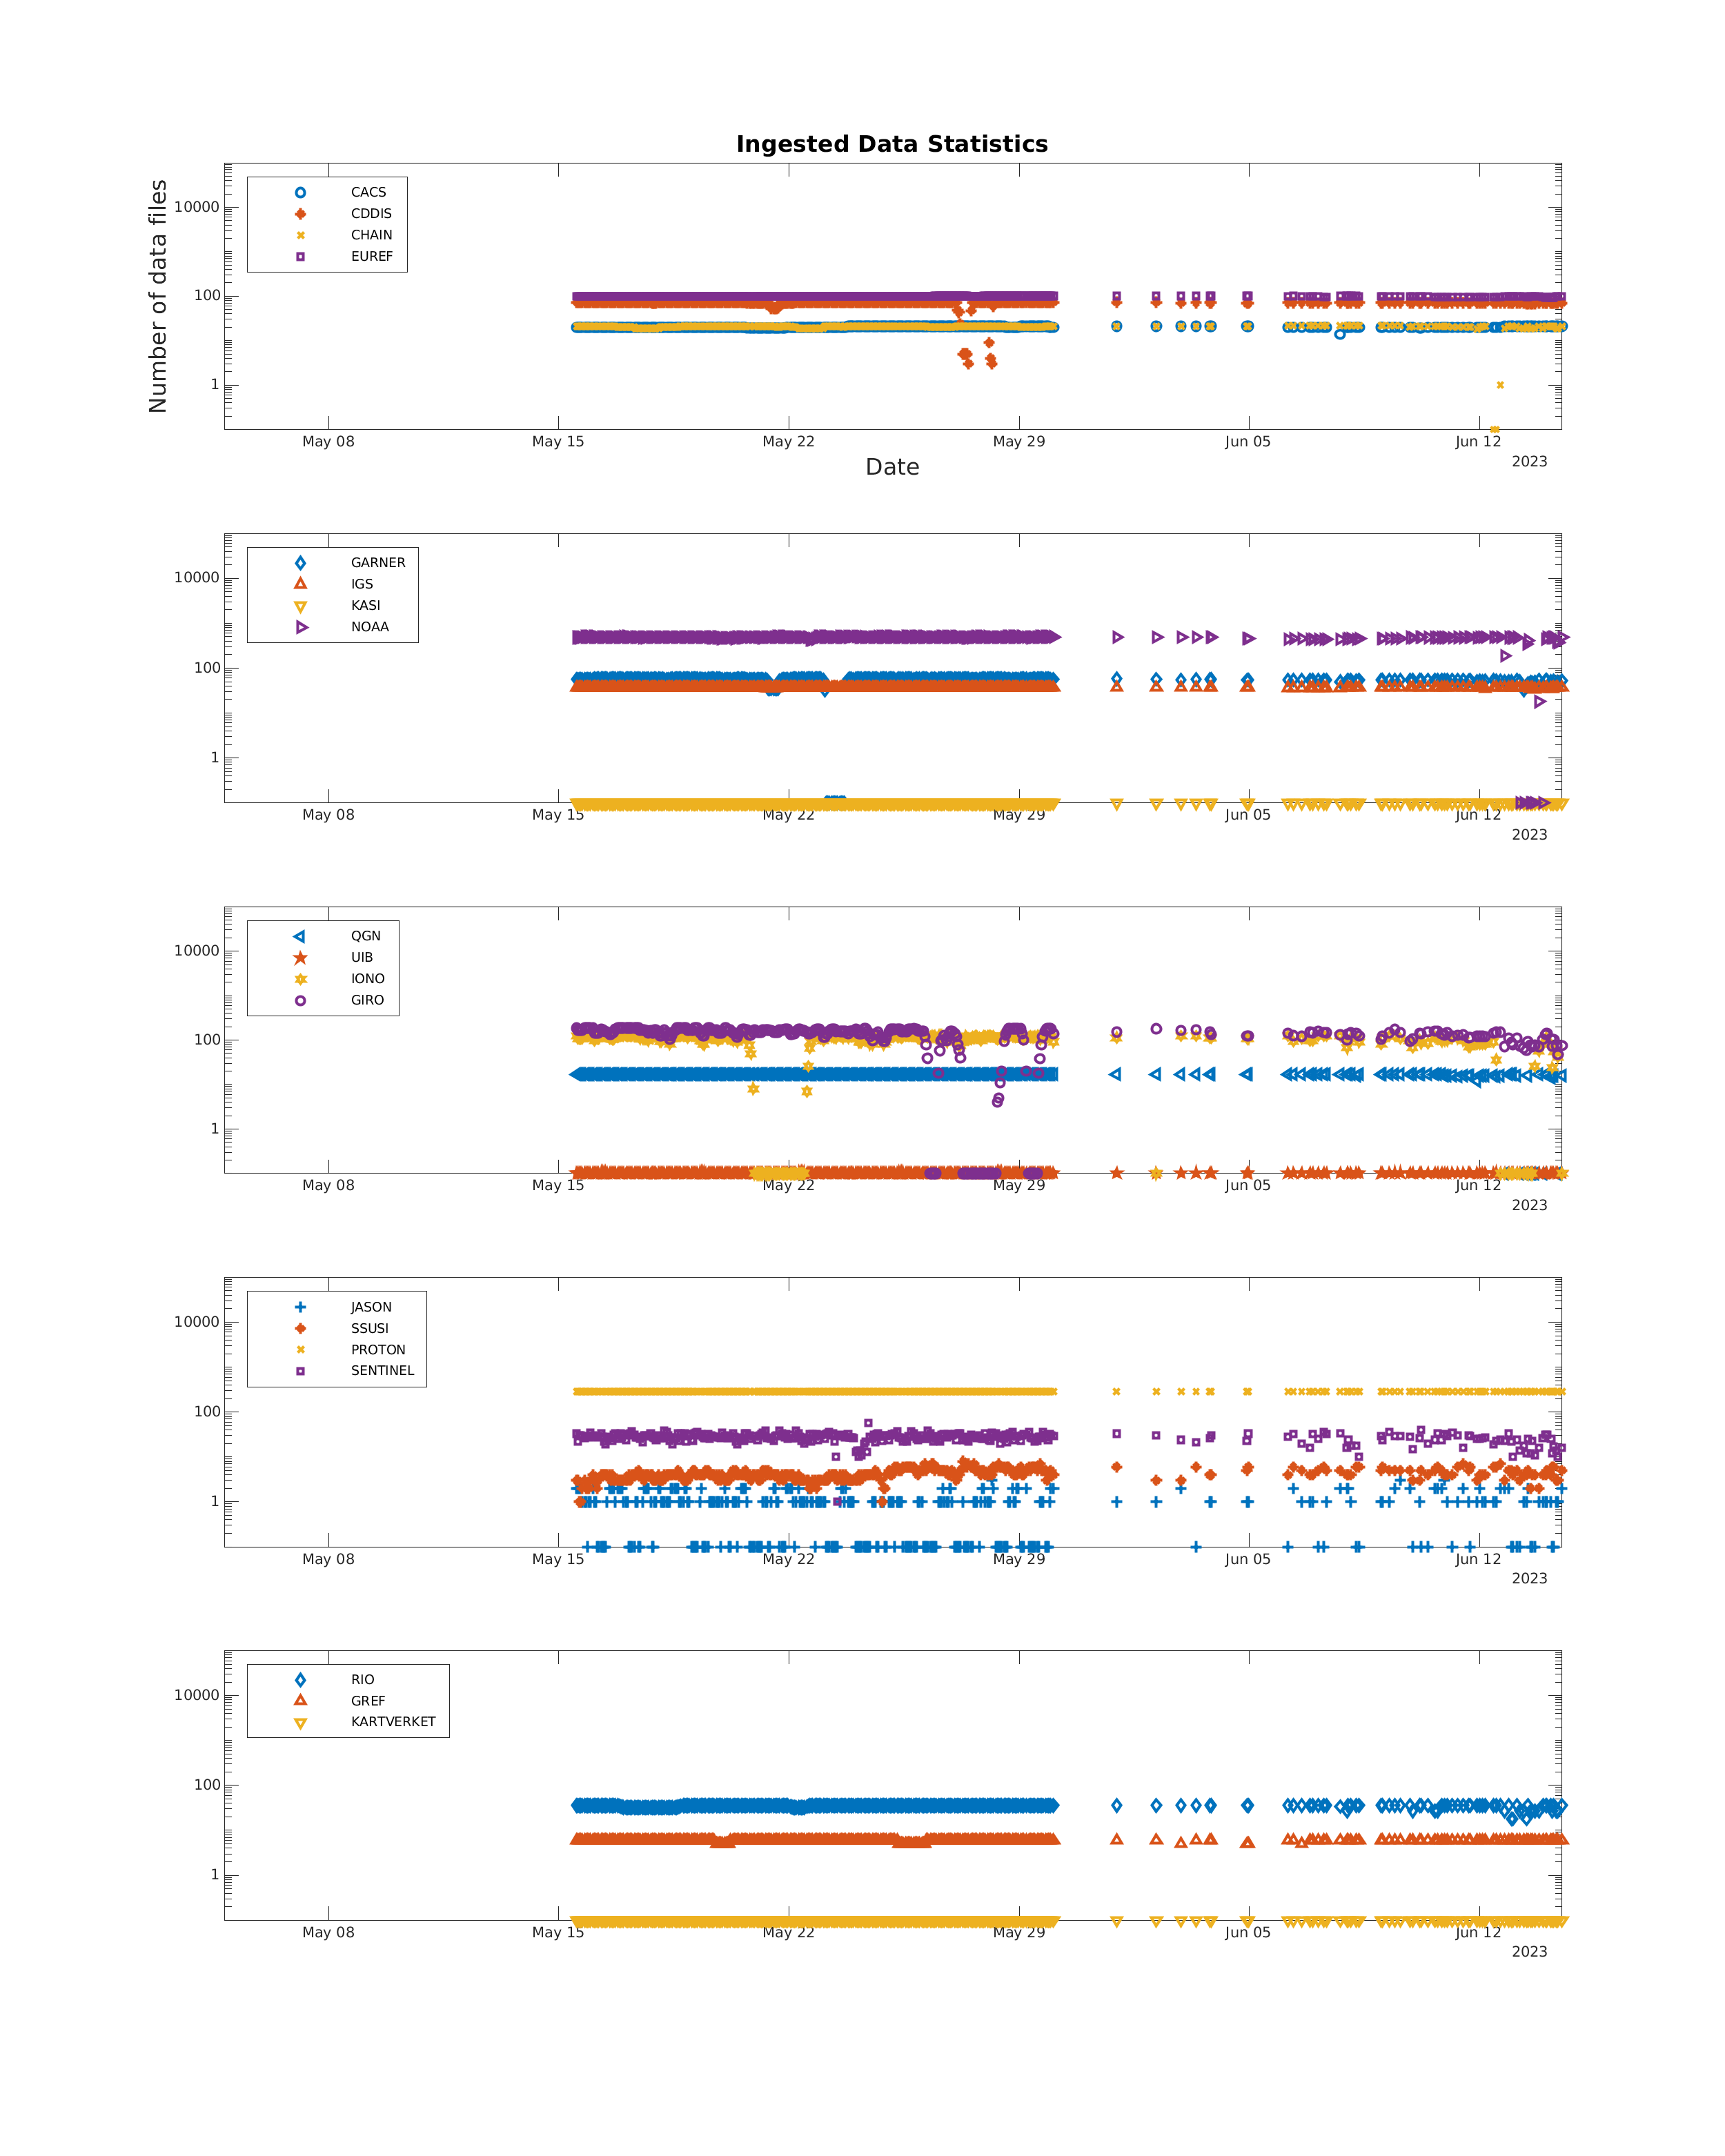 Ingested Data Statistics
Number of data files
CACS
CDDIS
CHAIN
EUREF
10000
100
1
May 08 May 15 May 22 May 29 Jun 05 Jun 12
2023
Date
GARNER
IGS
KASI
NOAA
10000
100
1
May 08 May 15 May 22 May 29 Jun 05 Jun 12
2023
QGN
UIB
IONO
GIRO
10000
100
1
May 08 May 15 May 22 May 29 Jun 05 Jun 12
2023
JASON
SSUSI
PROTON
SENTINEL
10000
100
1
May 08 May 15 May 22 May 29 Jun 05 Jun 12
2023
RIO
GREF
KARTVERKET
10000
100
1
May 08 May 15 May 22 May 29 Jun 05 Jun 12
2023